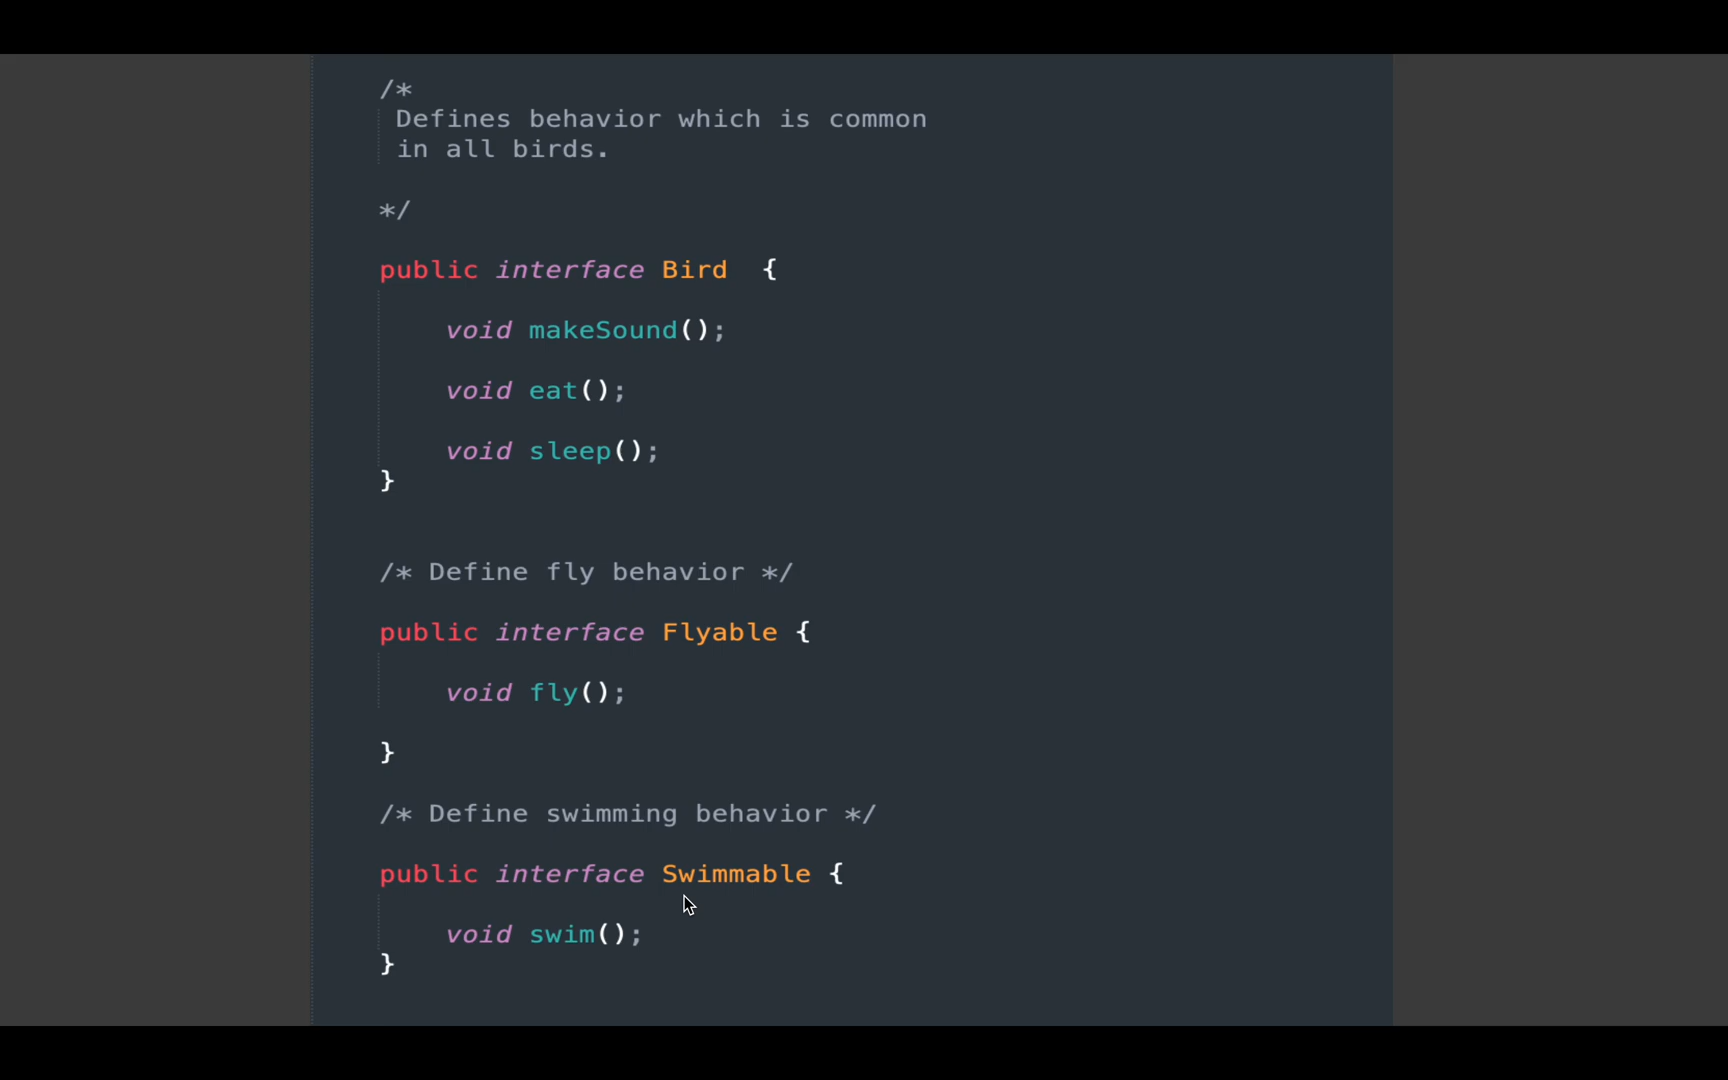 /*
Defines behavior which is common
in all birds.
*/
public interface Bird  {
void makeSound();
void eat();
void sleep();
}
/* Define fly behavior */
public interface Flyable {
void fly();
}
/* Define swimming behavior */
public interface Swimmable {
void swim();
}